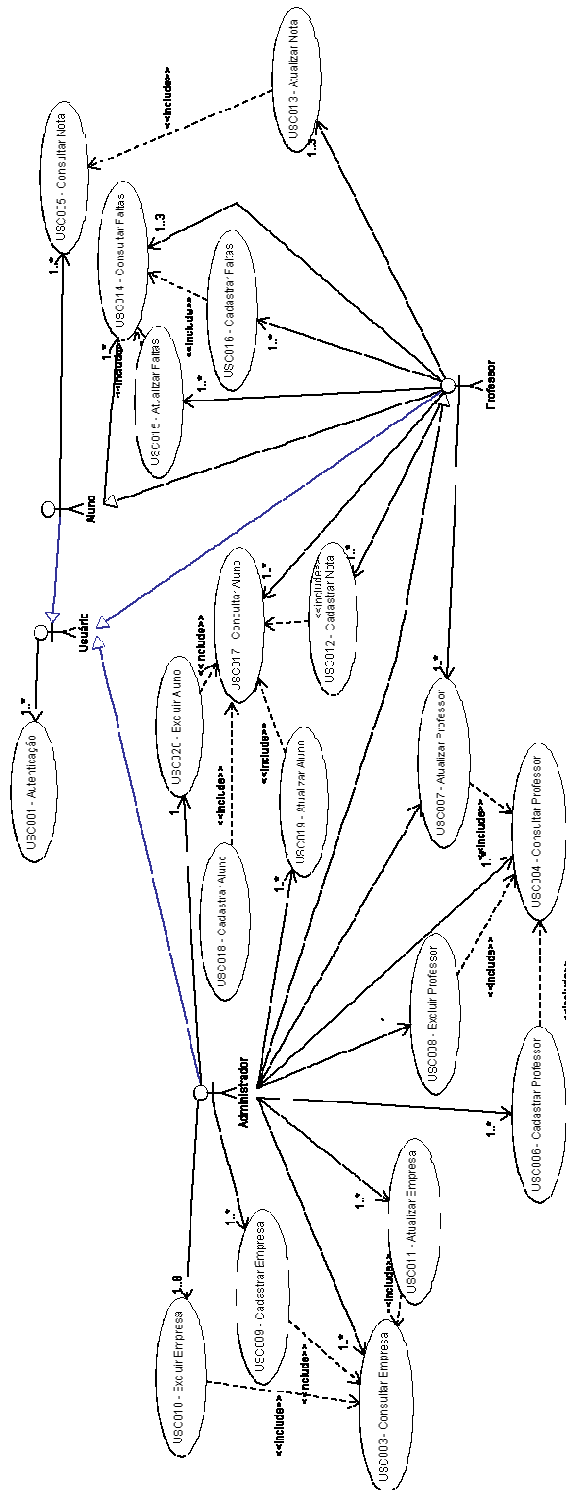 USC013 - Atualizar Nota
1..3
<<include>>
USC005 - Consultar Nota
1..*
USC014 - Consultar Faltas
1..3
1..*
<<include>>
<<include>>
USC016 - Cadastrar Faltas
1..*
USC015 - Atualizar Faltas
1..*
Professor
Aluno
Usuário
USC001 - Autenticação
1..*
USC017 - Consultar Aluno
1..*
<<include>>
USC012 - Cadastrar Nota
1..*
<<include>>
USC020 - Excluir Aluno
<<include>>
<<include>>
USC019 - Atualizar Aluno
1..*
USC018 - Cadastrar Aluno
USC007 - Atualizar Professor
1..*
<<include>>
1..*
USC004 - Consultar Professor
USC008 - Excluir Professor
<<include>>
USC006 - Cadastrar Professor
1..*
<<include>>
Administrador
USC011 - Atualizar Empresa
1..*
<<include>>
USC009 - Cadastrar Empresa
1..*
<<include>>
USC010 - Excluir Empresa
<<include>>
USC003 - Consultar Empresa
1..*